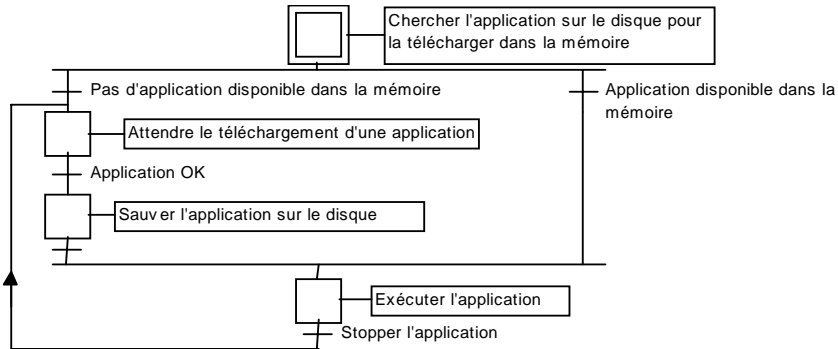 Chercher l'application sur le disque pour
la télécharger dans la mémoire
Pas d'application disponible dans la mémoire
Application disponible dans la
mémoire
Attendre le téléchargement d'une application
Application OK
Sauver l'application sur le disque
Exécuter l'application
Stopper l'application